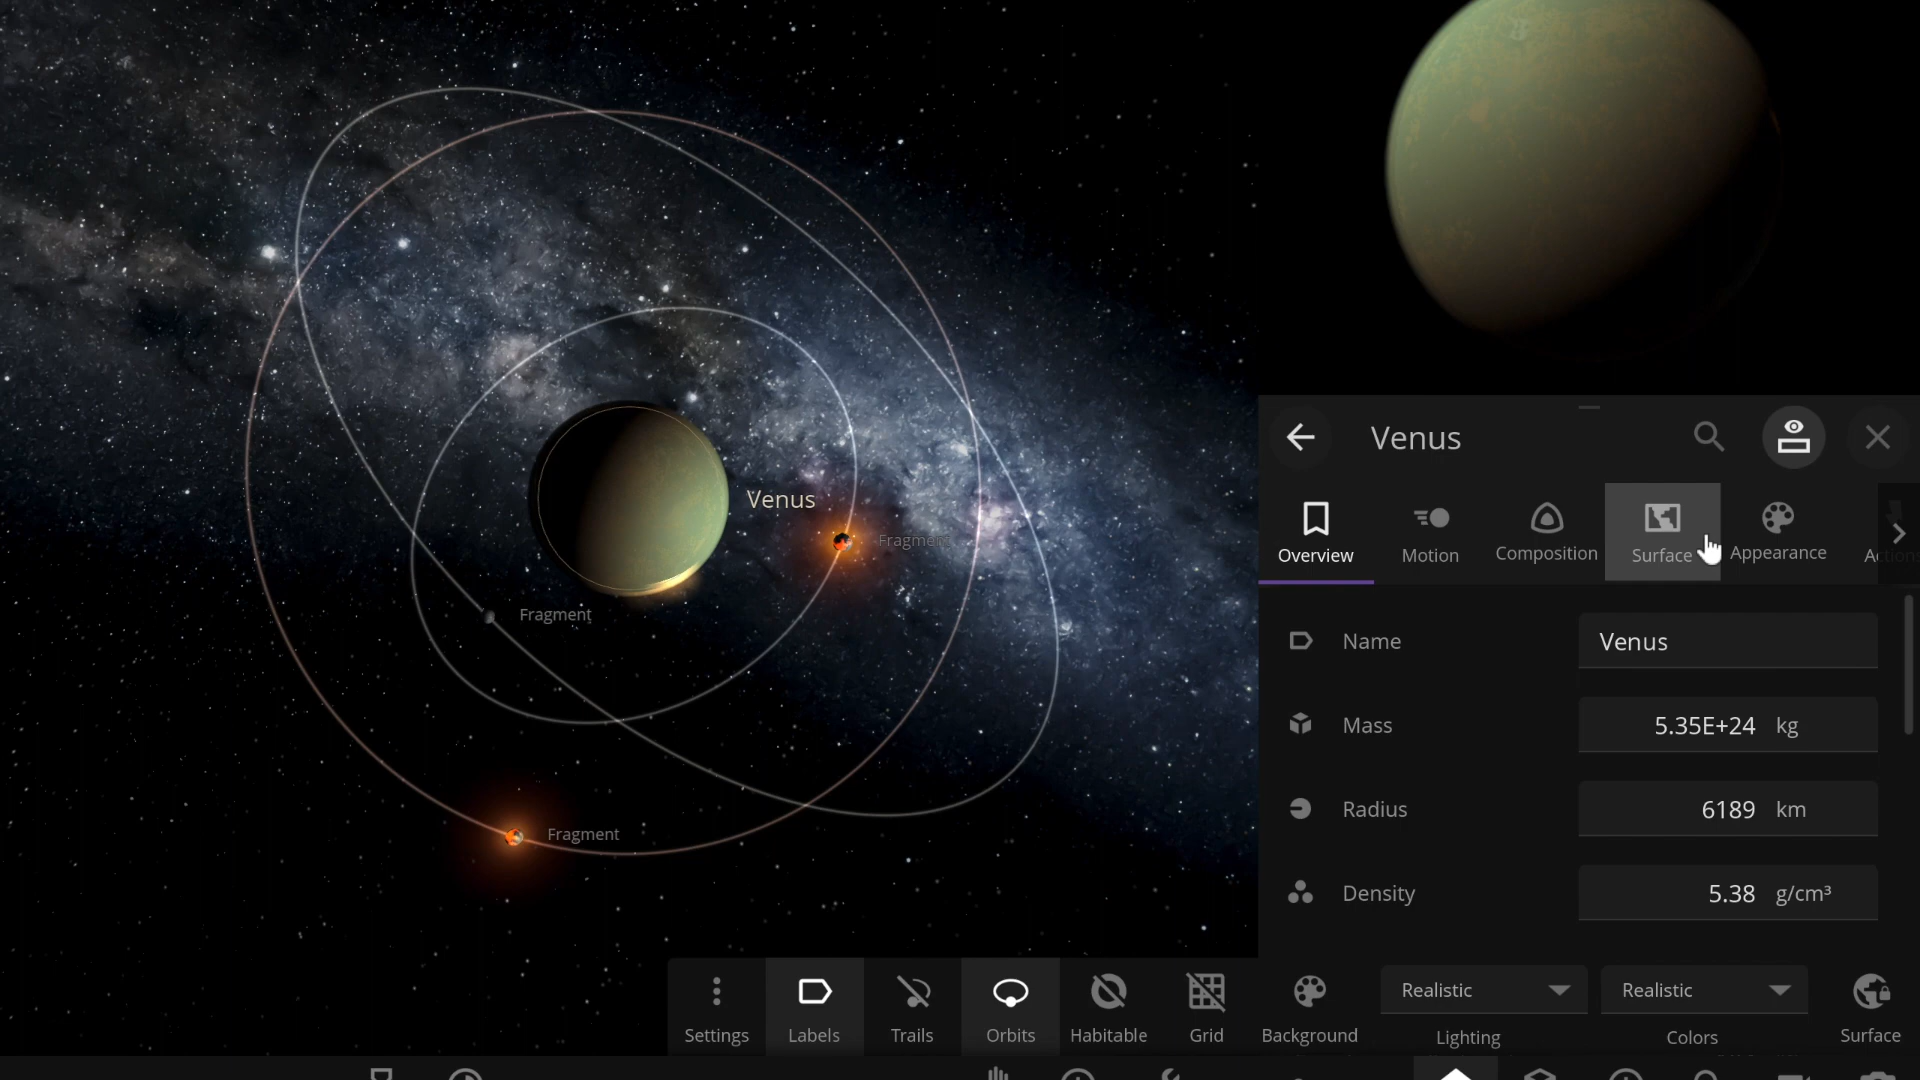 Venus
Fragment
Fragment
Fragment
Venus
Overview
Motion
Composition
Surface
Appearance
Name
Venus
Mass
5.35E+24 kg
Radius
6189 km
Density
5.38 g/cm³
Settings
Labels
Trails
Orbits
Habitable
Grid
Background
Realistic
Lighting
Realistic
Colors
Surface